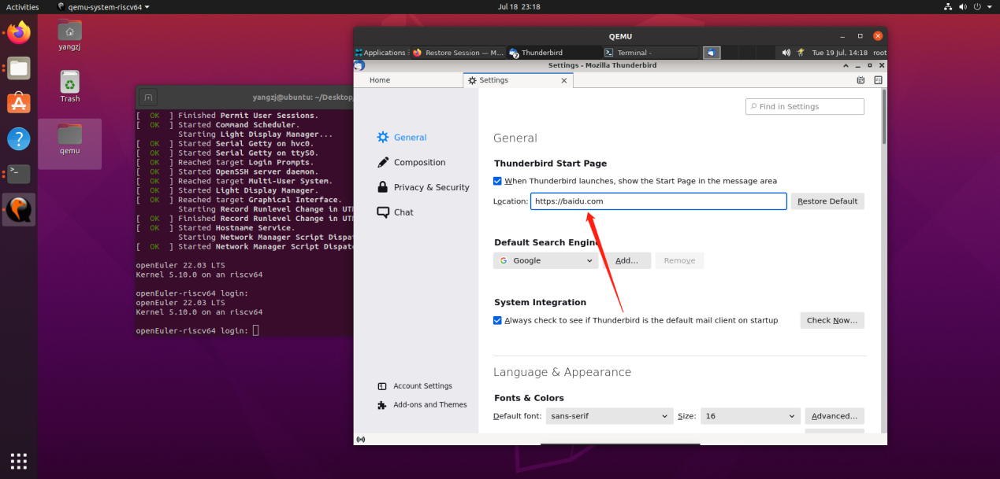 Activities
qemu-system-riscv64
Jul 18 23:18
yangzj
Trash
qemu
yangzj@ubuntu: ~/Desktop/
[ OK ] Finished Permit User Sessions.
[ OK ] Started Command Scheduler.
Starting Light Display Manager...
[ OK ] Started Serial Getty on hvc0.
[ OK ] Started Serial Getty on ttyS0.
[ OK ] Reached target Login Prompts.
[ OK ] Started OpenSSH server daemon.
[ OK ] Reached target Multi-User System.
[ OK ] Started Light Display Manager.
[ OK ] Reached target Graphical Interface.
Starting Record Runlevel Change in UTM
[ OK ] Finished Record Runlevel Change in UTM
[ OK ] Started Hostname Service.
Starting Network Manager Script Dispat
[ OK ] Started Network Manager Script Dispat
openEuler 22.03 LTS
Kernel 5.10.0 on an riscv64
openEuler-riscv64 login:
openEuler 22.03 LTS
Kernel 5.10.0 on an riscv64
openEuler-riscv64 login:
QEMU
Applications
Restore Session — M...
Thunderbird
Terminal -
Tue 19 Jul, 14:18
root
Settings - Mozilla Thunderbird
Home
Settings
Find in Settings
General
Composition
Privacy & Security
Chat
Account Settings
Add-ons and Themes
General
Thunderbird Start Page
When Thunderbird launches, show the Start Page in the message area
Location: https://baidu.com Restore Default
Default Search Engine
Google Add... Remove
System Integration
Always check to see if Thunderbird is the default mail client on startup Check Now...
Language & Appearance
Fonts & Colors
Default font: sans-serif Size: 16 Advanced...